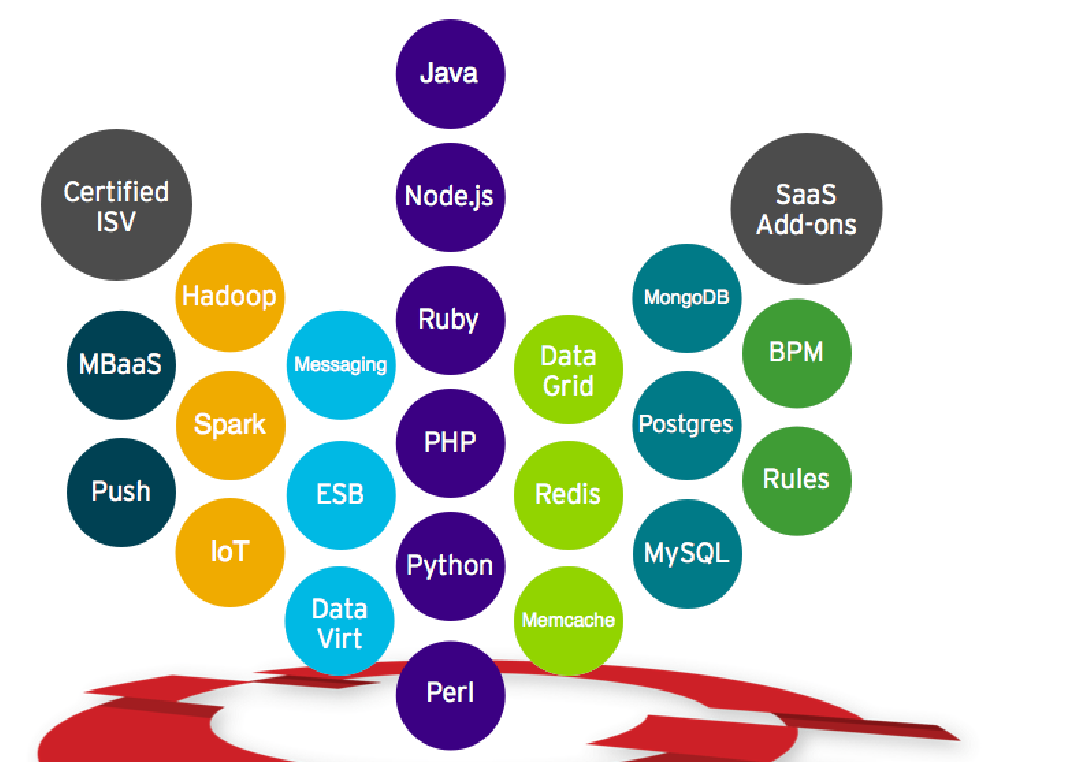 Java
Node.js
Certified
ISV
SaaS
Add-ons
Hadoop
MongoDB
Ruby
Data
Grid
BPM
MBaaS
Messaging
Spark
Postgres
PHP
Rules
Push
ESB
Redis
IoT
MySQL
Python
Data
Virt
Memcache
Perl